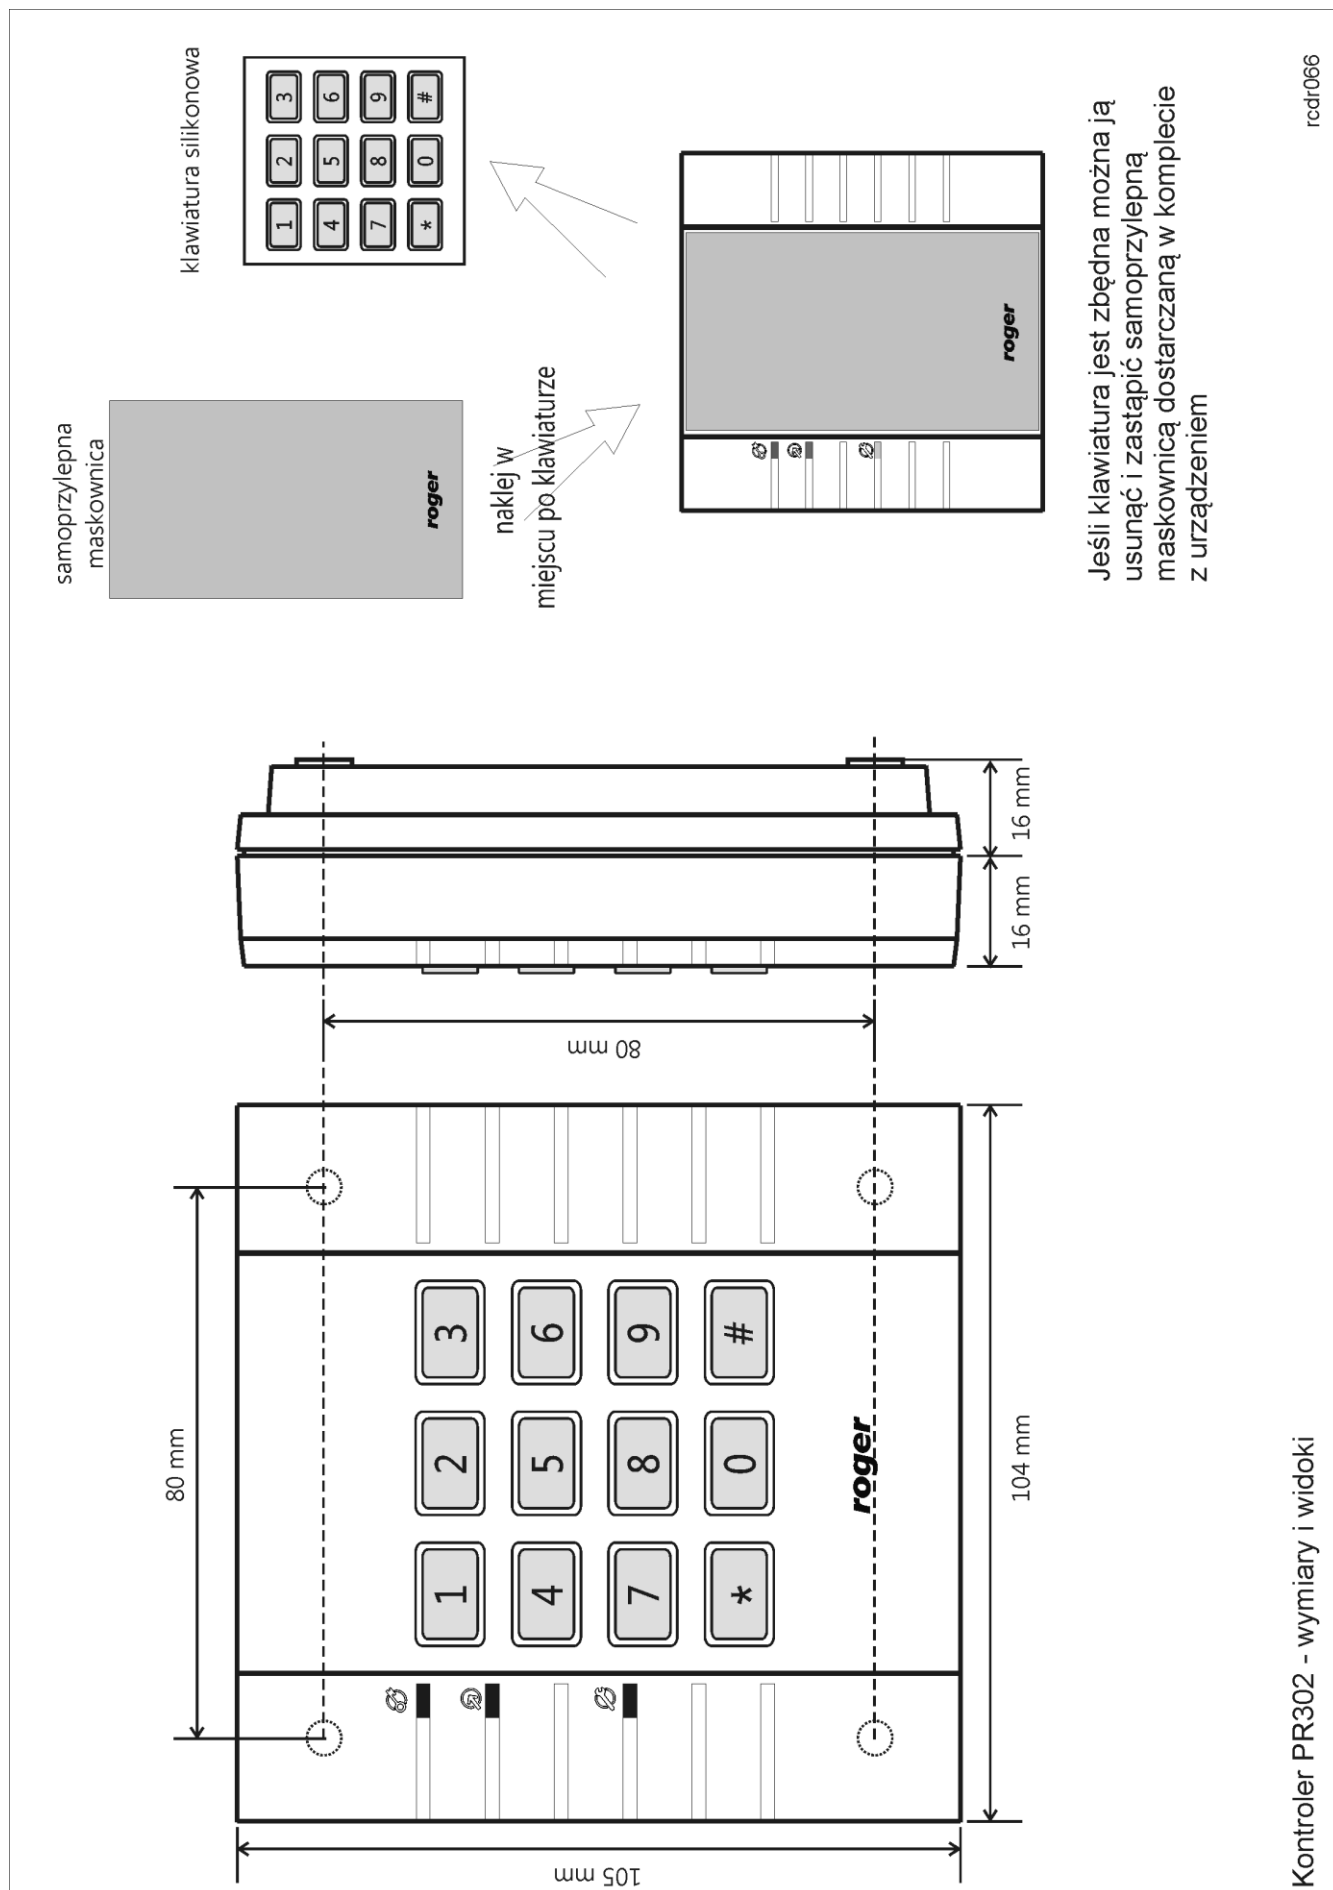 samoprzylepna
maskownica
roger
klawiatura silikonowa
1 2 3
4 5 6
7 8 9
* 0 #
naklej w
miejscu po klawiaturze
roger
Jeśli klawiatura jest zbędna można ją
usunąć i zastąpić samoprzylepną
maskownicą dostarczaną w komplecie
z urządzeniem
80 mm
105 mm
1 2 3
4 5 6
7 8 9
* 0 #
roger
104 mm
80 mm
16 mm
16 mm
Kontroler PR302 - wymiary i widoki
rcdr066